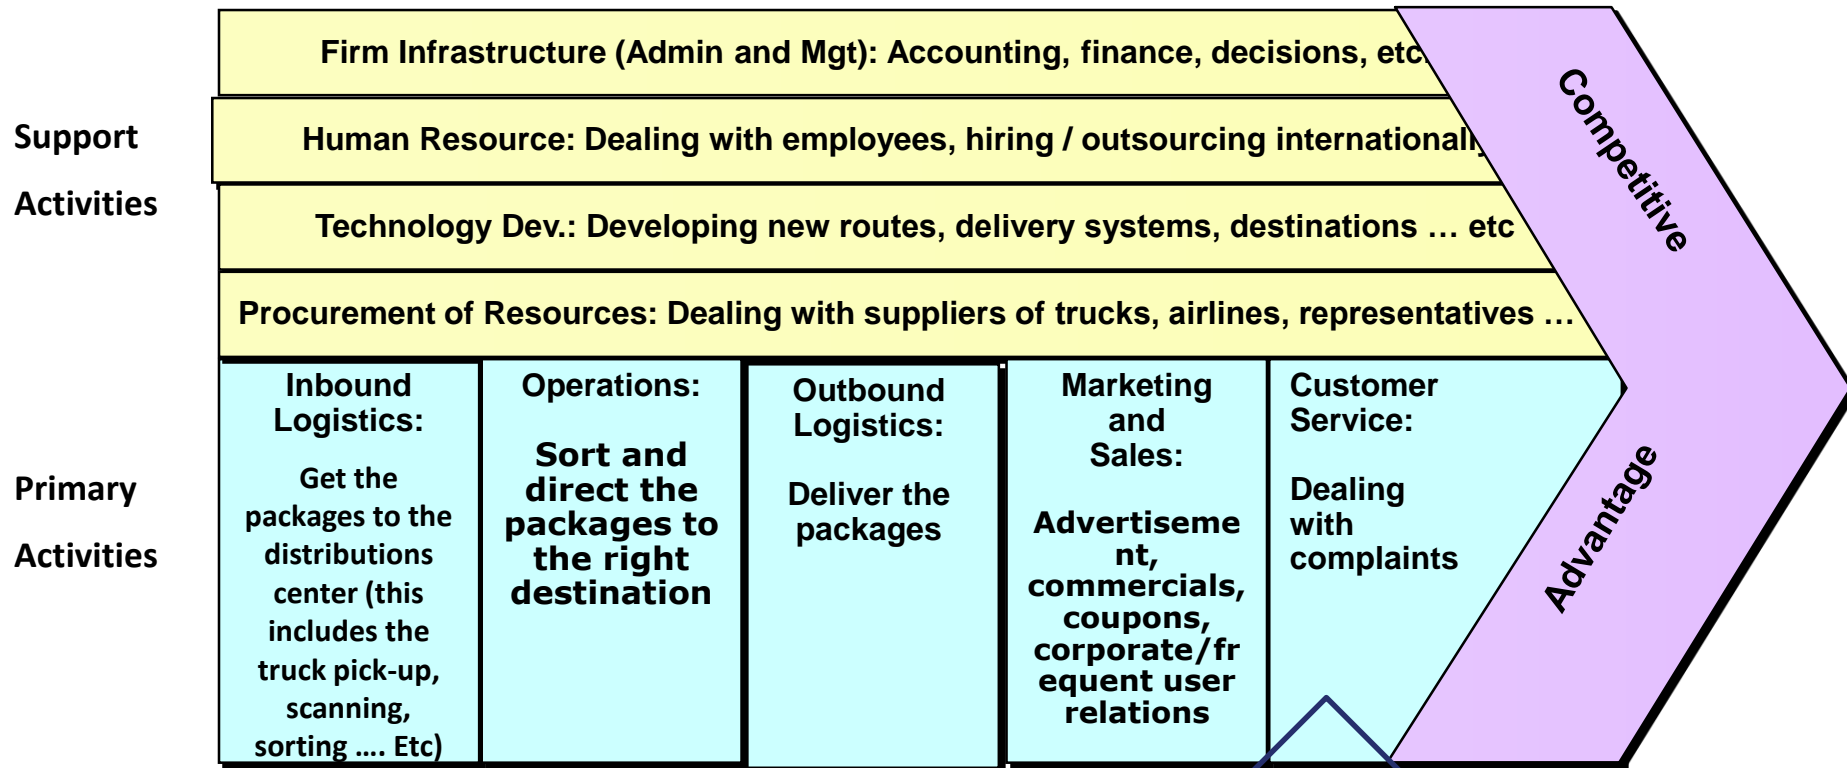 Firm Infrastructure (Admin and Mgt): Accounting, finance, decisions, etc.
Support
Activities
Human Resource: Dealing with employees, hiring / outsourcing internationally
Technology Dev.: Developing new routes, delivery systems, destinations … etc
Procurement of Resources: Dealing with suppliers of trucks, airlines, representatives …
Competitive
Advantage
Primary
Activities
Inbound
Logistics:
Get the
packages to the
distributions
center (this
includes the
truck pick-up,
scanning,
sorting .... Etc)
Operations:
Sort and
direct the
packages to
the right
destination
Outbound
Logistics:
Deliver the
packages
Marketing
and
Sales:
Advertiseme
nt,
commercials,
coupons,
corporate/fr
equent user
relations
Customer
Service:
Dealing
with
complaints